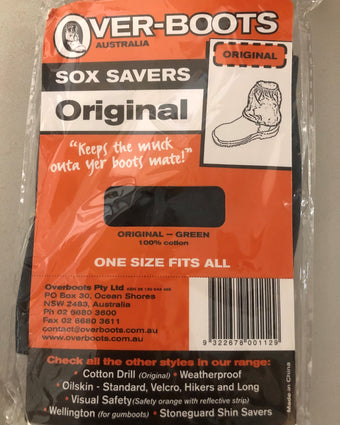 OVER-BOOTS
AUSTRALIA
SOX SAVERS
ORIGINAL
Original
"Keeps the muck
outa yer boots mate!"
ORIGINAL – GREEN
100% cotton
ONE SIZE FITS ALL
Overboots Pty Ltd
PO Box 30, Ocean Shores
NSW 2483, Australia
Ph 02 6680 3600
Fax 02 6680 3611
contact@overboots.com.au
www.overboots.com.au
9 322678 001129
Check all the other styles in our range:
• Cotton Drill (Original) • Weatherproof
• Oilskin - Standard, Velcro, Hikers and Long
• Visual Safety (Safety orange with reflective strip)
• Wellington (for gumboots) • Stoneguard Shin Savers
Made in China